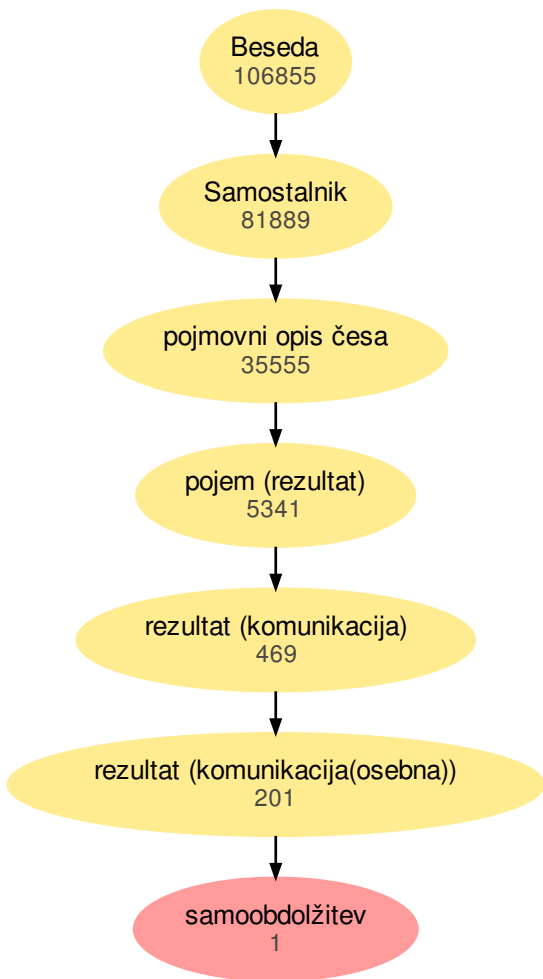 Beseda
106855
Samostalnik
81889
pojmovni opis česa
35555
pojem (rezultat)
5341
rezultat (komunikacija)
469
rezultat (komunikacija(osebna))
201
samoobdolžitev
1